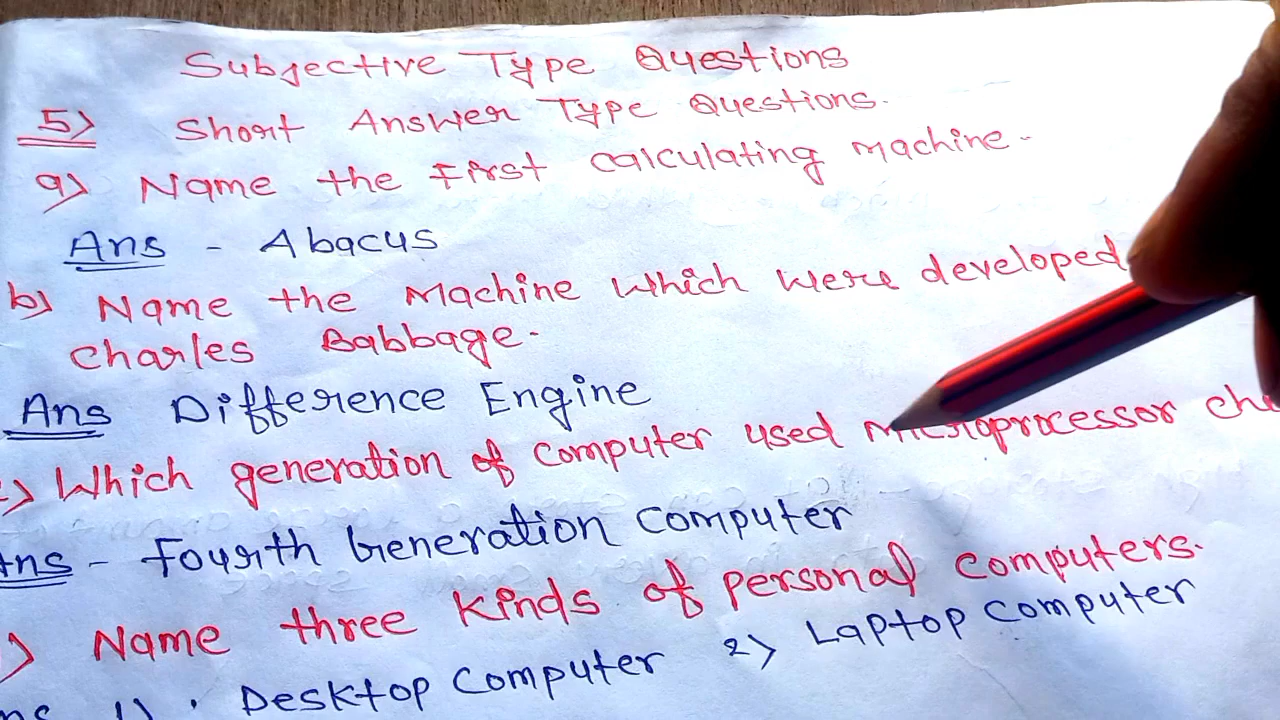 Subjective Type Questions
5) Short Answer Type Questions.
a) Name the First calculating Machine.
Ans - Abacus
b) Name the Machine which were developed
Charles Babbage.
Ans Difference Engine
Which generation of computer used Microprocessor
Ans - Fourth Generation Computer
Name three kinds of personal computers.
1) Desktop Computer 2) Laptop Computer